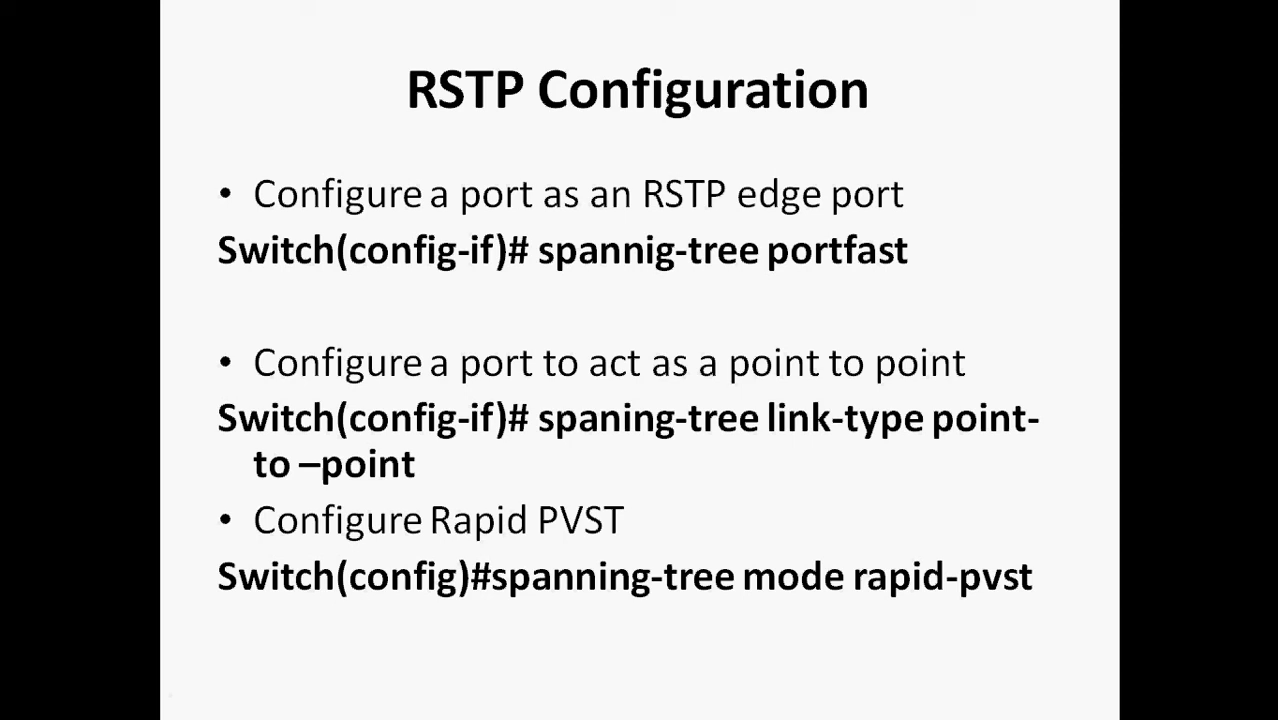 RSTP Configuration
• Configure a port as an RSTP edge port
Switch(config-if)# spannig-tree portfast
• Configure a port to act as a point to point
Switch(config-if)# spaning-tree link-type point-
to –point
• Configure Rapid PVST
Switch(config)#spanning-tree mode rapid-pvst